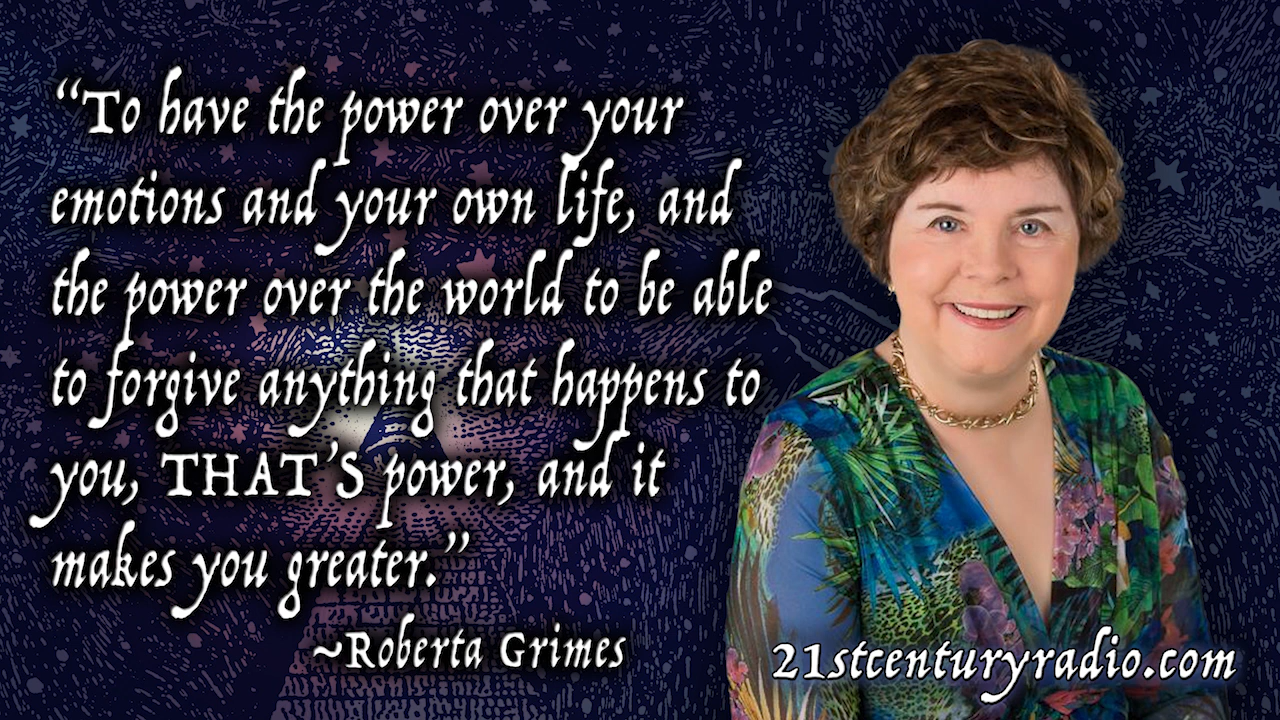 “To have the power over your
emotions and your own life, and
the power over the world to be able
to forgive anything that happens to
you, THAT’S power, and it
makes you greater.”
~Roberta Grimes
21stcenturyradio.com